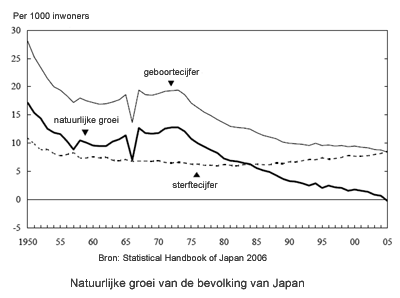 Per 1000 inwoners
30
25
20
15
10
5
0
-5
geboortecijfer
natuurlijke groei
sterftecijfer
1950 55 60 65 70 75 80 85 90 95 00 05
Bron: Statistical Handbook of Japan 2006
Natuurlijke groei van de bevolking van Japan